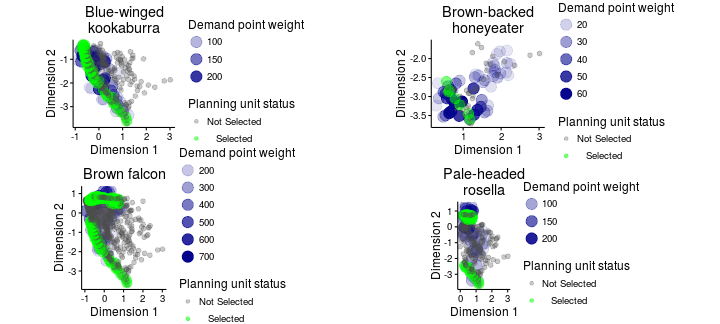 Blue-winged
kookaburra
Dimension 2
-1
-2
-3
-1
0
1
2
3
Dimension 1
Demand point weight
100
150
200
Planning unit status
Not Selected
Selected
Brown-backed
honeyeater
Dimension 2
-2.0
-2.5
-3.0
-3.5
1
2
3
Dimension 1
Demand point weight
20
30
40
50
60
Planning unit status
Not Selected
Selected
Brown falcon
Dimension 2
1
0
-1
-2
-3
-1
0
1
2
3
Dimension 1
Demand point weight
200
300
400
500
600
700
Planning unit status
Not Selected
Selected
Pale-headed
rosella
Dimension 2
1
0
-1
-2
-3
0
1
2
3
Dimension 1
Demand point weight
100
150
200
Planning unit status
Not Selected
Selected